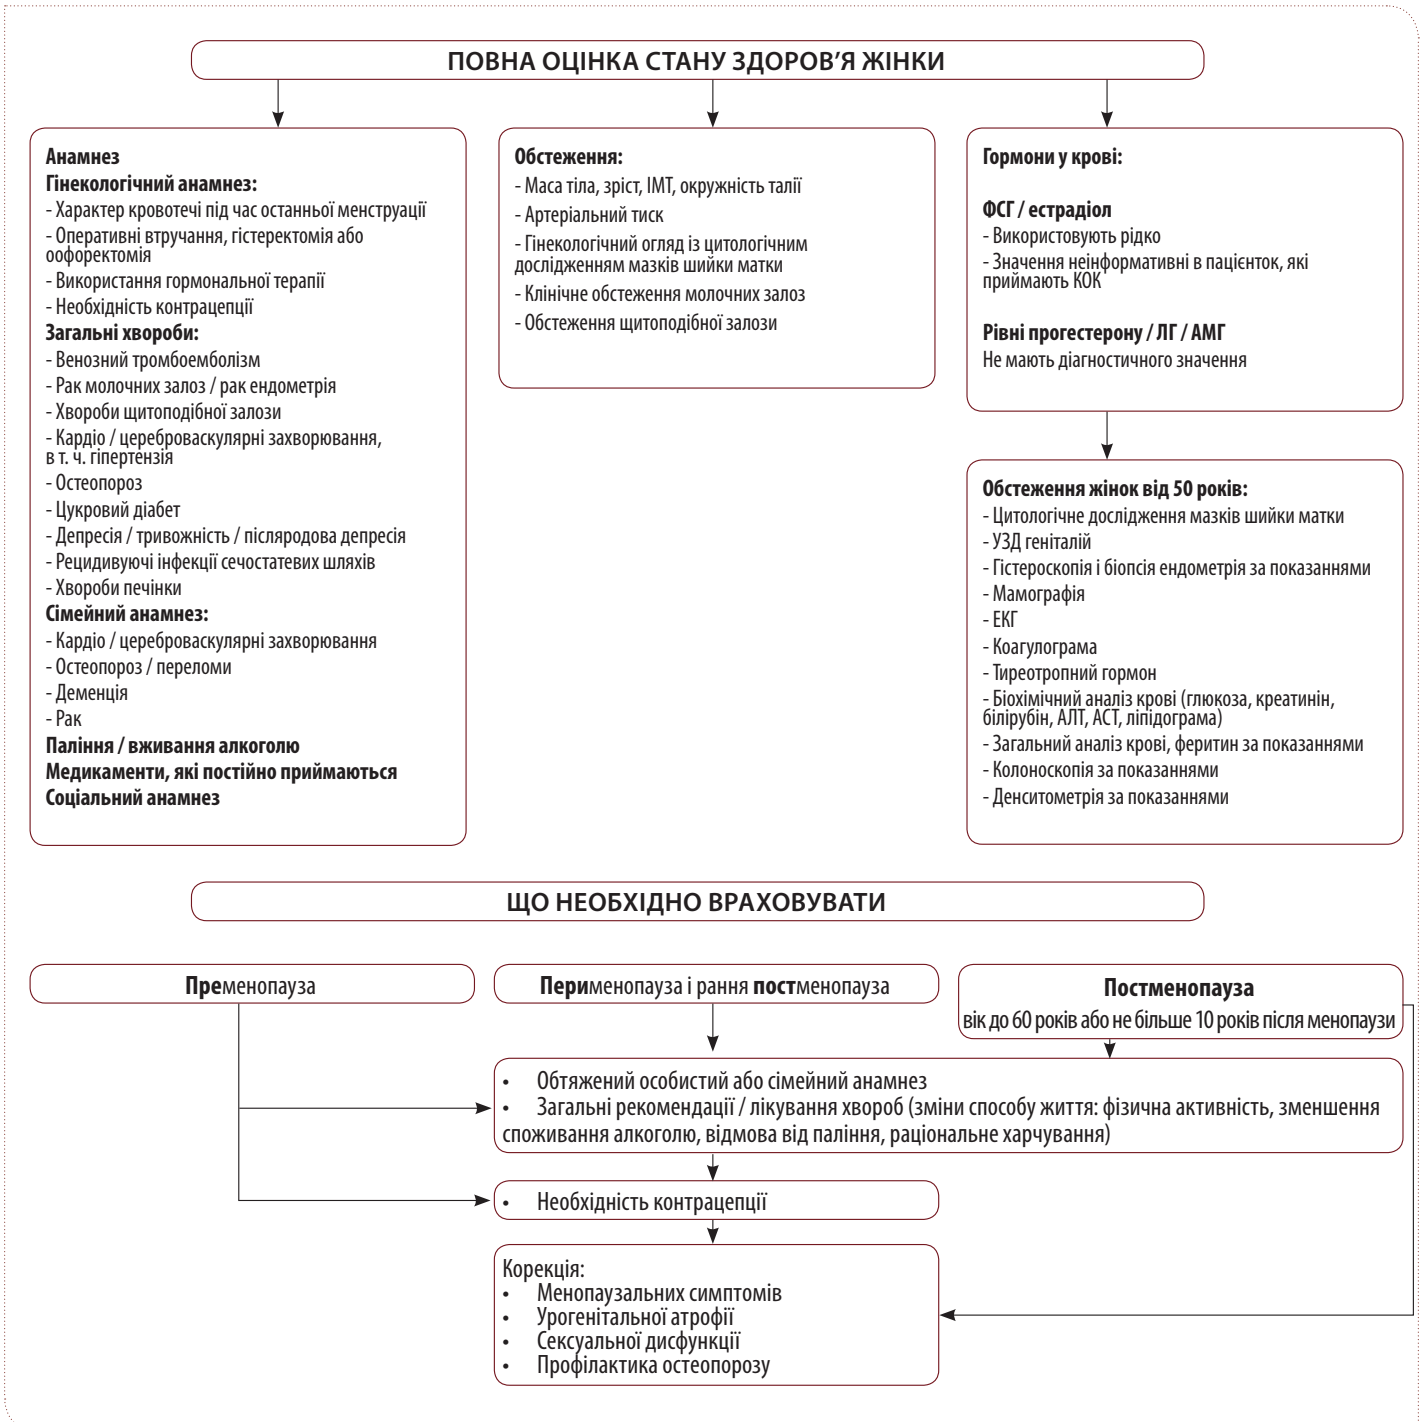 ПОВНА ОЦІНКА СТАНУ ЗДОРОВ’Я ЖІНКИ
Анамнез
Гінекологічний анамнез:
- Характер кровотечі під час останньої менструації
- Оперативні втручання, гістеректомія або
оофоректомія
- Використання гормональної терапії
- Необхідність контрацепції
Загальні хвороби:
- Венозний тромбоемболізм
- Рак молочних залоз / рак ендометрія
- Хвороби щитоподібної залози
- Кардіо / цереброваскулярні захворювання,
в т. ч. гіпертензія
- Остеопороз
- Цукровий діабет
- Депресія / тривожність / післяродова депресія
- Рецидивуючі інфекції сечостатевих шляхів
- Хвороби печінки
Сімейний анамнез:
- Кардіо / цереброваскулярні захворювання
- Остеопороз / переломи
- Деменція
- Рак
Паління / вживання алкоголю
Медикаменти, які постійно приймаються
Соціальний анамнез
Обстеження:
- Маса тіла, зріст, ІМТ, окружність талії
- Артеріальний тиск
- Гінекологічний огляд із цитологічним
дослідженням мазків шийки матки
- Клінічне обстеження молочних залоз
- Обстеження щитоподібної залози
Гормони у крові:
ФСГ / естрадіол
- Використовують рідко
- Значення неінформативні в пацієнток, які
приймають КОК
Рівні прогестерону / ЛГ / АМГ
Не мають діагностичного значення
Обстеження жінок від 50 років:
- Цитологічне дослідження мазків шийки матки
- УЗД геніталій
- Гістероскопія і біопсія ендометрія за показаннями
- Мамографія
- ЕКГ
- Коагулограма
- Тиреотропний гормон
- Біохімічний аналіз крові (глюкоза, креатинін,
білірубін, АЛТ, АСТ, ліпідограма)
- Загальний аналіз крові, феритин за показаннями
- Колоноскопія за показаннями
- Денситометрія за показаннями
ЩО НЕОБХІДНО ВРАХОВУВАТИ
Пременопауза
Перименопауза і рання постменопауза
Постменопауза
вік до 60 років або не більше 10 років після менопаузи
• Обтяжений особистий або сімейний анамнез
• Загальні рекомендації / лікування хвороб (зміни способу життя: фізична активність, зменшення
споживання алкоголю, відмова від паління, раціональне харчування)
• Необхідність контрацепції
Корекція:
• Менопаузальних симптомів
• Урогенітальної атрофії
• Сексуальної дисфункції
• Профілактика остеопорозу